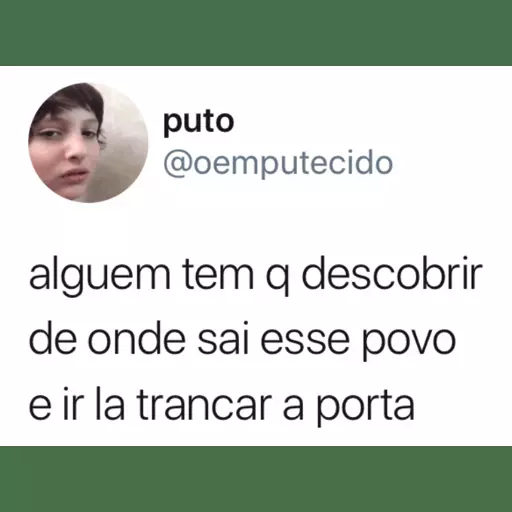 puto
@oemputecido
alguem tem q descobrir
de onde sai esse povo
e ir la trancar a porta